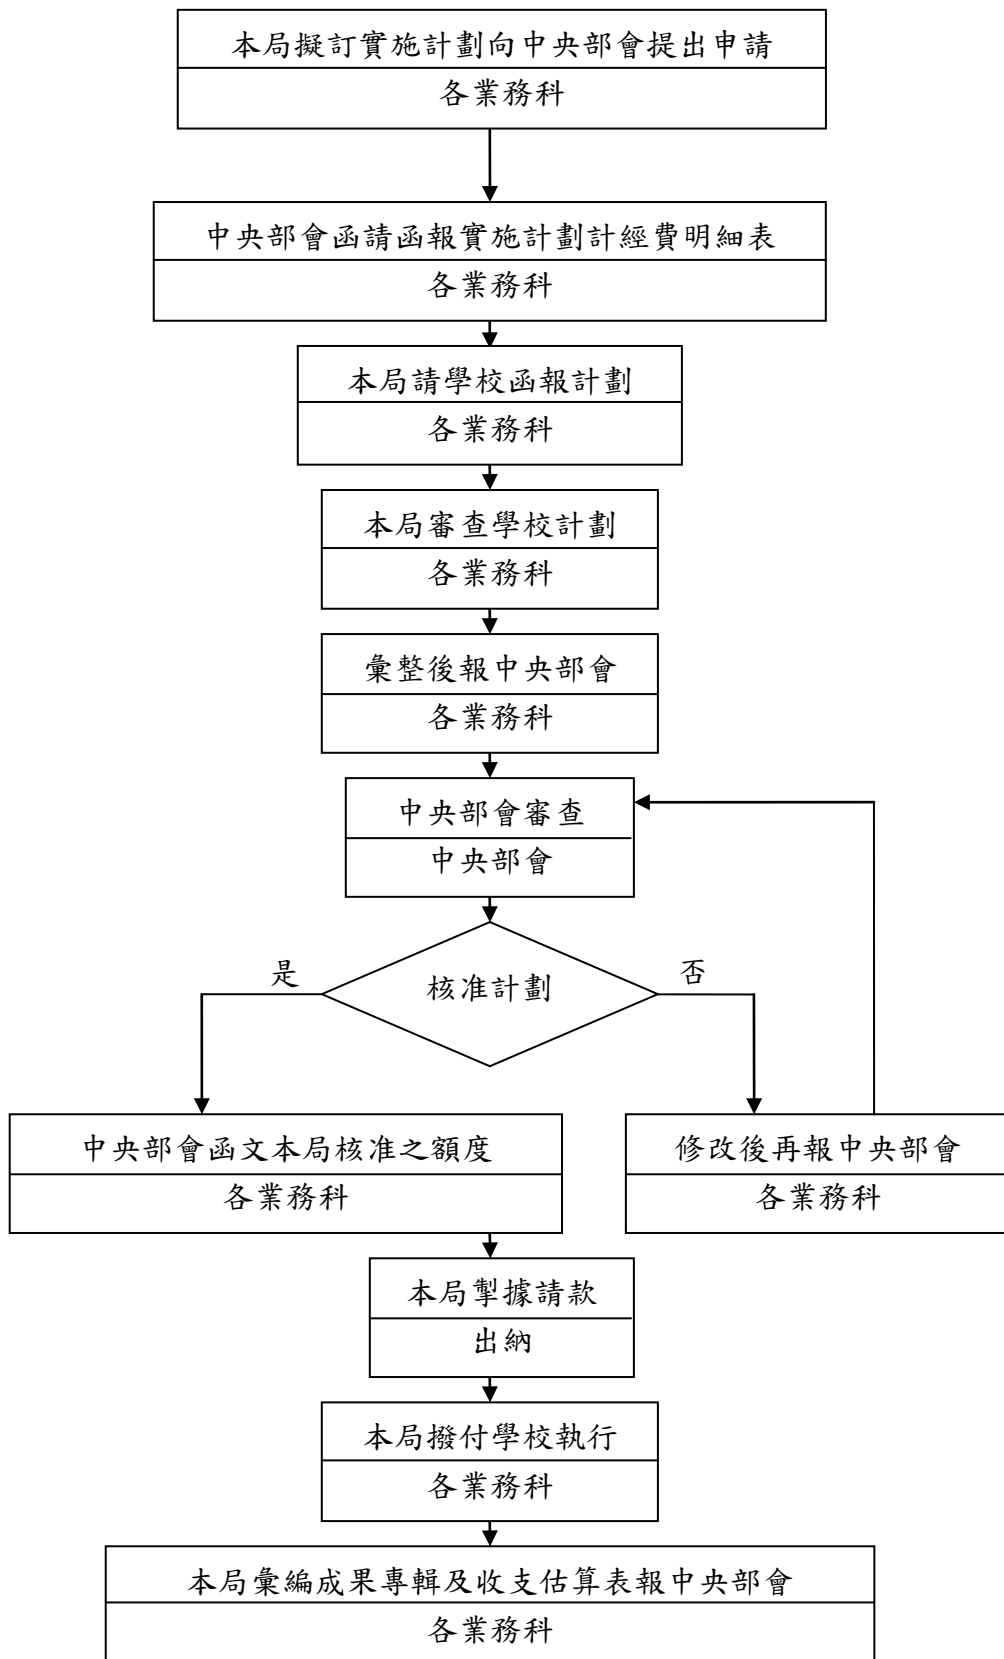 本局擬訂實施計劃向中央部會提出申請
各業務科
中央部會函請函報實施計劃計經費明細表
各業務科
本局請學校函報計劃
各業務科
本局審查學校計劃
各業務科
彙整後報中央部會
各業務科
中央部會審查
中央部會
核准計劃
是
否
中央部會函文本局核准之額度
各業務科
修改後再報中央部會
各業務科
本局掣據請款
出納
本局撥付學校執行
各業務科
本局彙編成果專輯及收支估算表報中央部會
各業務科